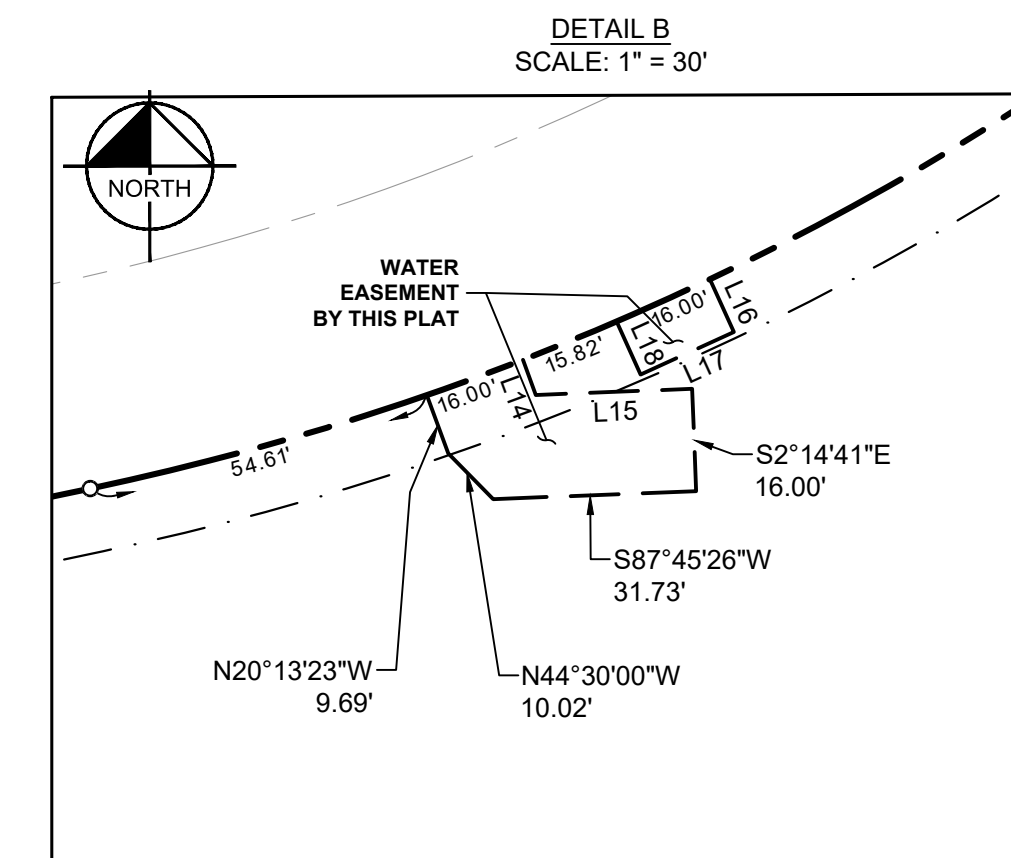 DETAIL B
SCALE: 1" = 30'
NORTH
WATER
EASEMENT
BY THIS PLAT
16.00'
L16
15.82'
L18
L17
16.00'
L14
L15
54.61'
S2°14'41"E
16.00'
S87°45'26"W
31.73'
N20°13'23"W
9.69'
N44°30'00"W
10.02'